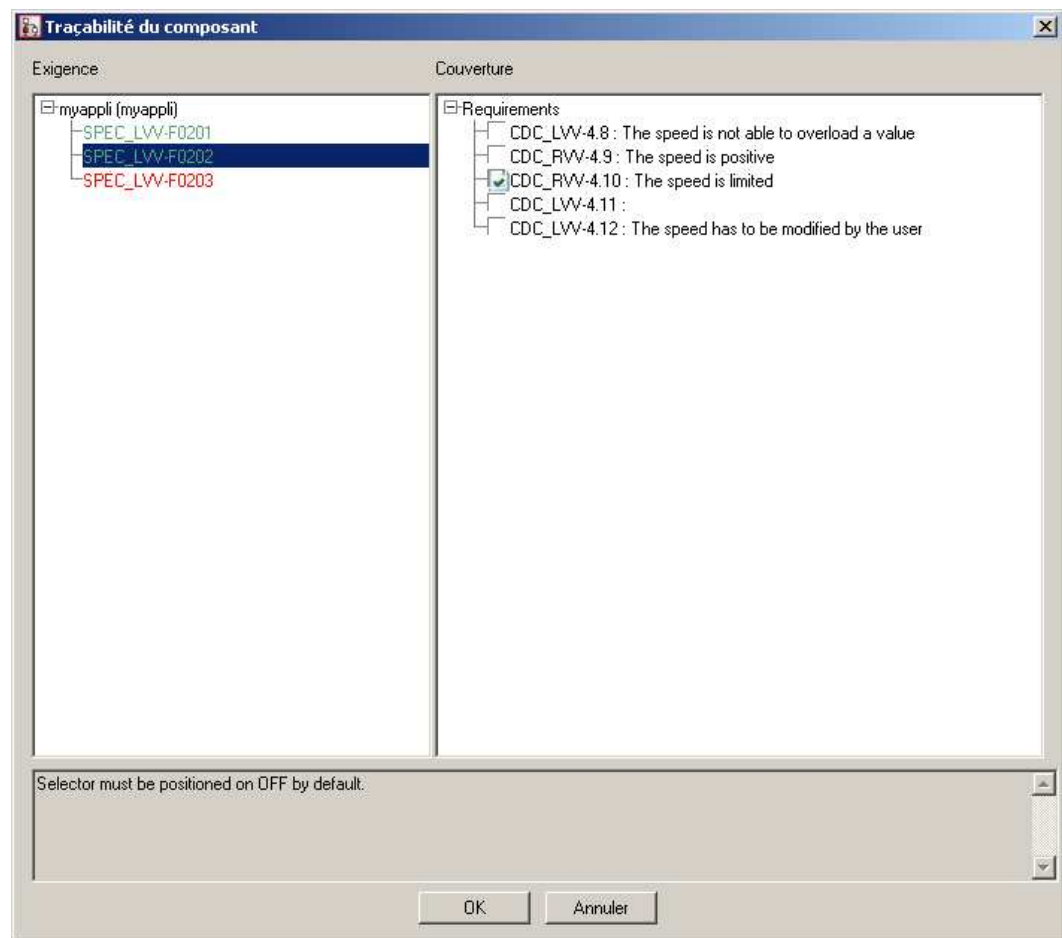 Traçabilité du composant
Exigence
Couverture
myappli (myappli)
SPEC_LVV-F0201
SPEC_LVV-F0202
SPEC_LVV-F0203
Requirements
CDC_LVV-4.8 : The speed is not able to overload a value
CDC_RVV-4.9 : The speed is positive
CDC_RVV-4.10 : The speed is limited
CDC_LVV-4.11 :
CDC_LVV-4.12 : The speed has to be modified by the user
Selector must be positioned on OFF by default.
OK
Annuler